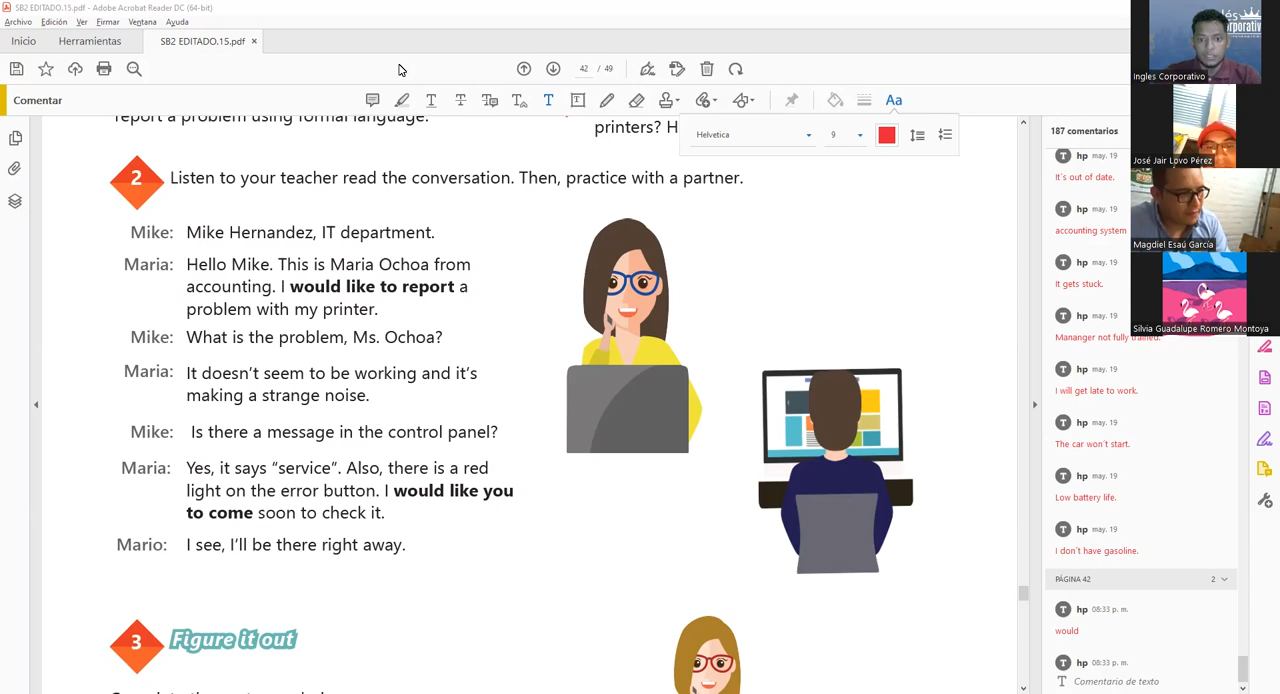 SB2 EDITADO.15.pdf - Adobe Acrobat Reader DC (64-bit)
Archivo Edición Ver Firmar Ventana Ayuda
Inicio Herramientas SB2 EDITADO.15.pdf ×
42 / 49
Comentar
Aa
Helvetica 9
report a problem using formal language.
printers? H
2 Listen to your teacher read the conversation. Then, practice with a partner.
Mike: Mike Hernandez, IT department.
Maria: Hello Mike. This is Maria Ochoa from
accounting. I would like to report a
problem with my printer.
Mike: What is the problem, Ms. Ochoa?
Maria: It doesn't seem to be working and it's
making a strange noise.
Mike: Is there a message in the control panel?
Maria: Yes, it says “service”. Also, there is a red
light on the error button. I would like you
to come soon to check it.
Mario: I see, I'll be there right away.
3 Figure it out
187 comentarios
T hp may. 19
It´s out of date.
T hp may. 19
accounting system
T hp may. 19
It gets stuck.
T hp may. 19
Mananger not fully trained.
T hp may. 19
I will get late to work.
T hp may. 19
The car won´t start.
T hp may. 19
Low battery life.
T hp may. 19
I don´t have gasoline.
PÁGINA 42 2
T hp 08:33 p. m.
would
T hp 08:33 p. m.
T Comentario de texto
Ingles Corporativo
José Jair Lovo Pérez
Magdiel Esaú García
Silvia Guadalupe Romero Montoya